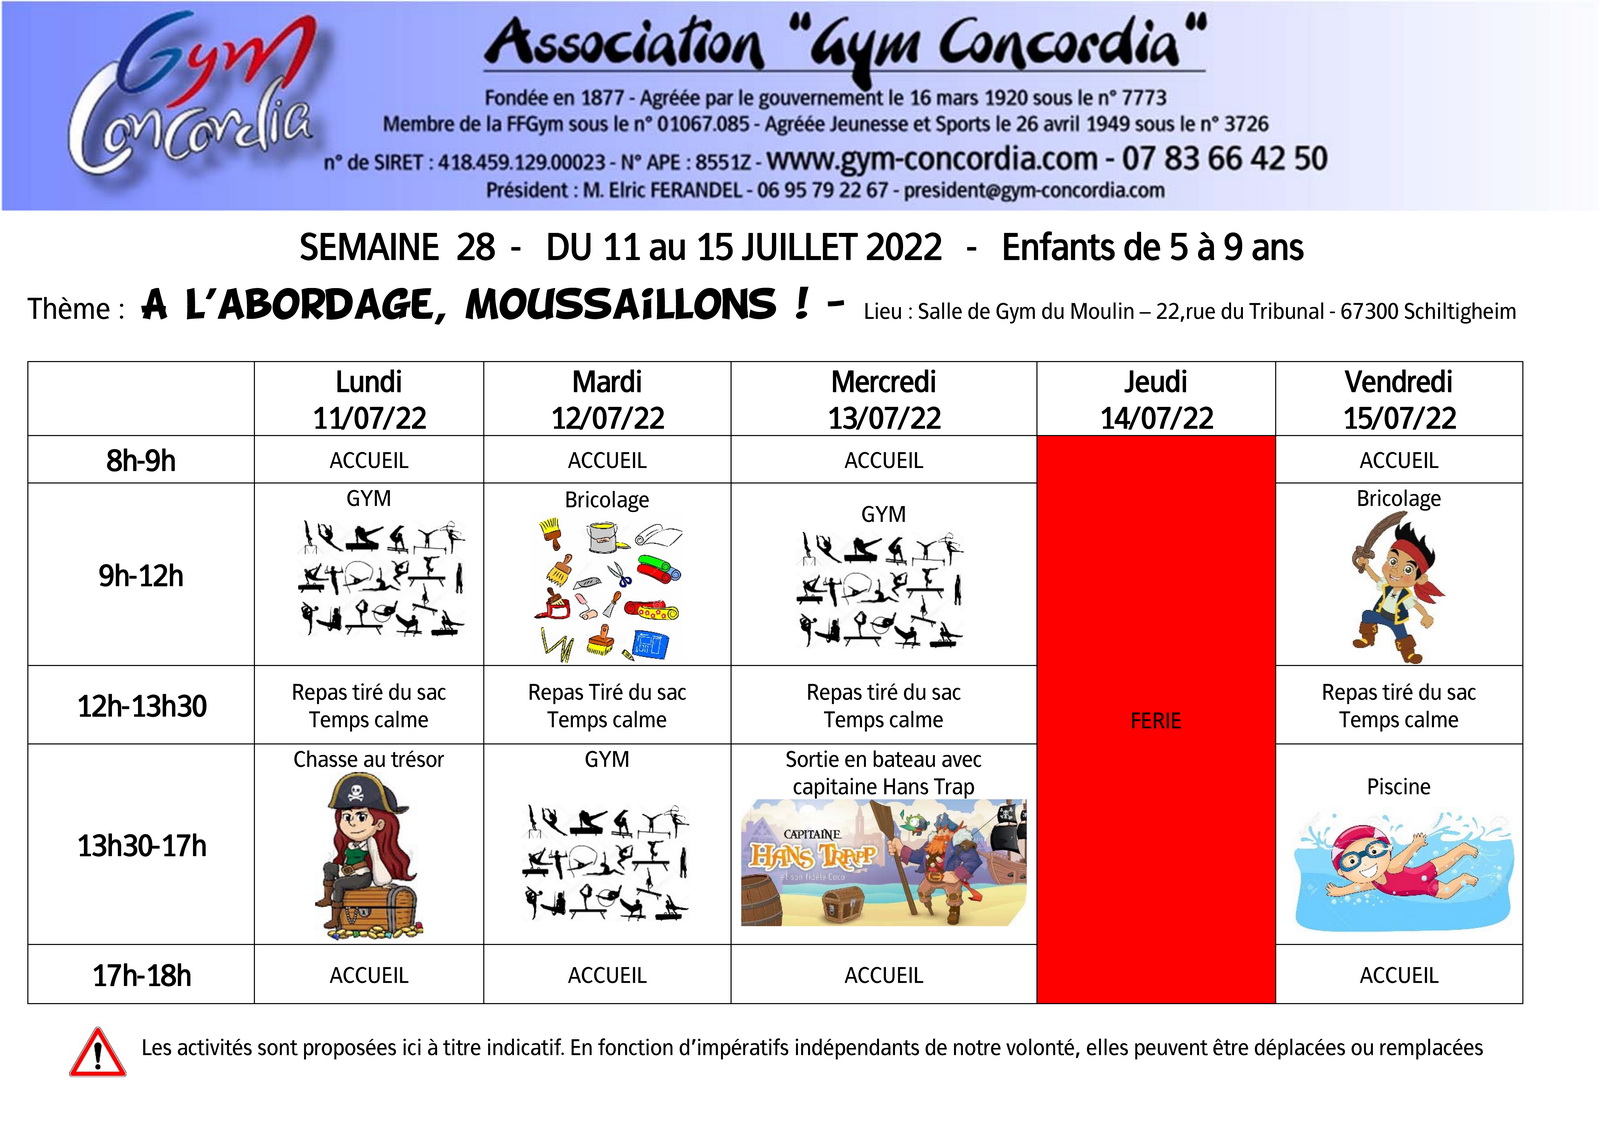 Gym
Concordia
Association "Gym Concordia"
Fondée en 1877 - Agréée par le gouvernement le 16 mars 1920 sous le n° 7773
Membre de la FFGym sous le n° 01067.085 - Agréée Jeunesse et Sports le 26 avril 1949 sous le n° 3726
n° de SIRET : 418.459.129.00023 - N° APE : 8551Z - www.gym-concordia.com - 07 83 66 42 50
Président : M. Elric FERANDEL - 06 95 79 22 67 - president@gym-concordia.com
SEMAINE 28 - DU 11 au 15 JUILLET 2022 - Enfants de 5 à 9 ans
Thème : A L'ABORDAGE, MOUSSAiLLONS ! - Lieu : Salle de Gym du Moulin – 22,rue du Tribunal - 67300 Schiltigheim
Lundi Mardi Mercredi Jeudi Vendredi
11/07/22 12/07/22 13/07/22 14/07/22 15/07/22
8h-9h ACCUEIL ACCUEIL ACCUEIL ACCUEIL
9h-12h GYM Bricolage GYM Bricolage
12h-13h30 Repas tiré du sac Repas Tiré du sac Repas tiré du sac FERIE Repas tiré du sac
Temps calme Temps calme Temps calme Temps calme
13h30-17h Chasse au trésor GYM Sortie en bateau avec Piscine
capitaine Hans Trap
CAPITAINE
HANS TRAPP
et son fidèle Coco
17h-18h ACCUEIL ACCUEIL ACCUEIL ACCUEIL
Les activités sont proposées ici à titre indicatif. En fonction d'impératifs indépendants de notre volonté, elles peuvent être déplacées ou remplacées